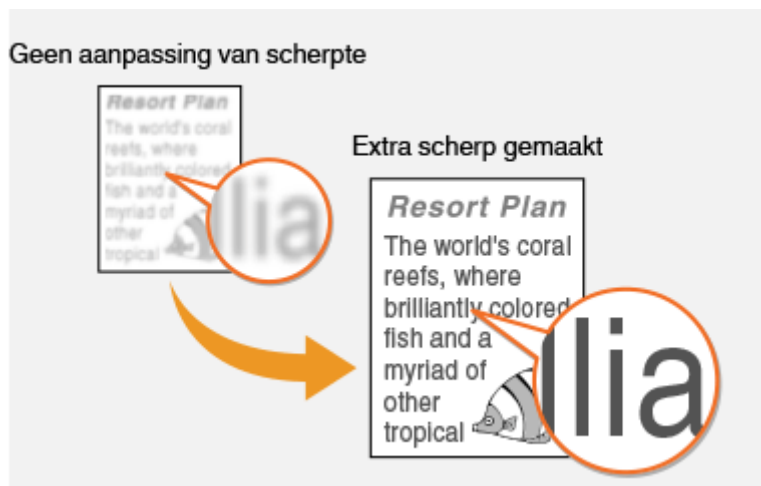 Geen aanpassing van scherpte
Resort Plan
The world's coral
reefs, where
brilliantly colored
fish and a
myriad of
other
tropical
lia
Extra scherp gemaakt
Resort Plan
The world's coral
reefs, where
brilliantly colored
fish and a
myriad of
other
tropical
llia